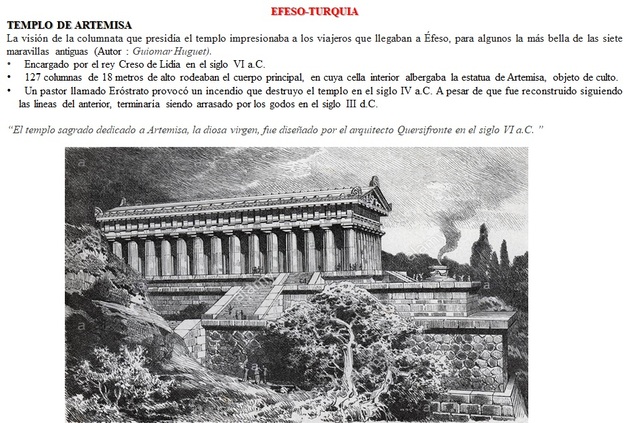 EFESO-TURQUIA
TEMPLO DE ARTEMISA
La visión de la columnata que presidia el templo impresionaba a los viajeros que llegaban a Éfeso, para algunos la más bella de las siete
maravillas antiguas (Autor : Guiomar Huguet).
• Encargado por el rey Creso de Lidia en el siglo VI a.C.
• 127 columnas de 18 metros de alto rodeaban el cuerpo principal, en cuya cella interior albergaba la estatua de Artemisa, objeto de culto.
• Un pastor llamado Eróstrato provocó un incendio que destruyo el templo en el siglo IV a.C. A pesar de que fue reconstruido siguiendo
las lineas del anterior, terminaría siendo arrasado por los godos en el siglo III d.C.
“El templo sagrado dedicado a Artemisa, la diosa virgen, fue diseñado por el arquitecto Quersifronte en el siglo VI a.C. ”